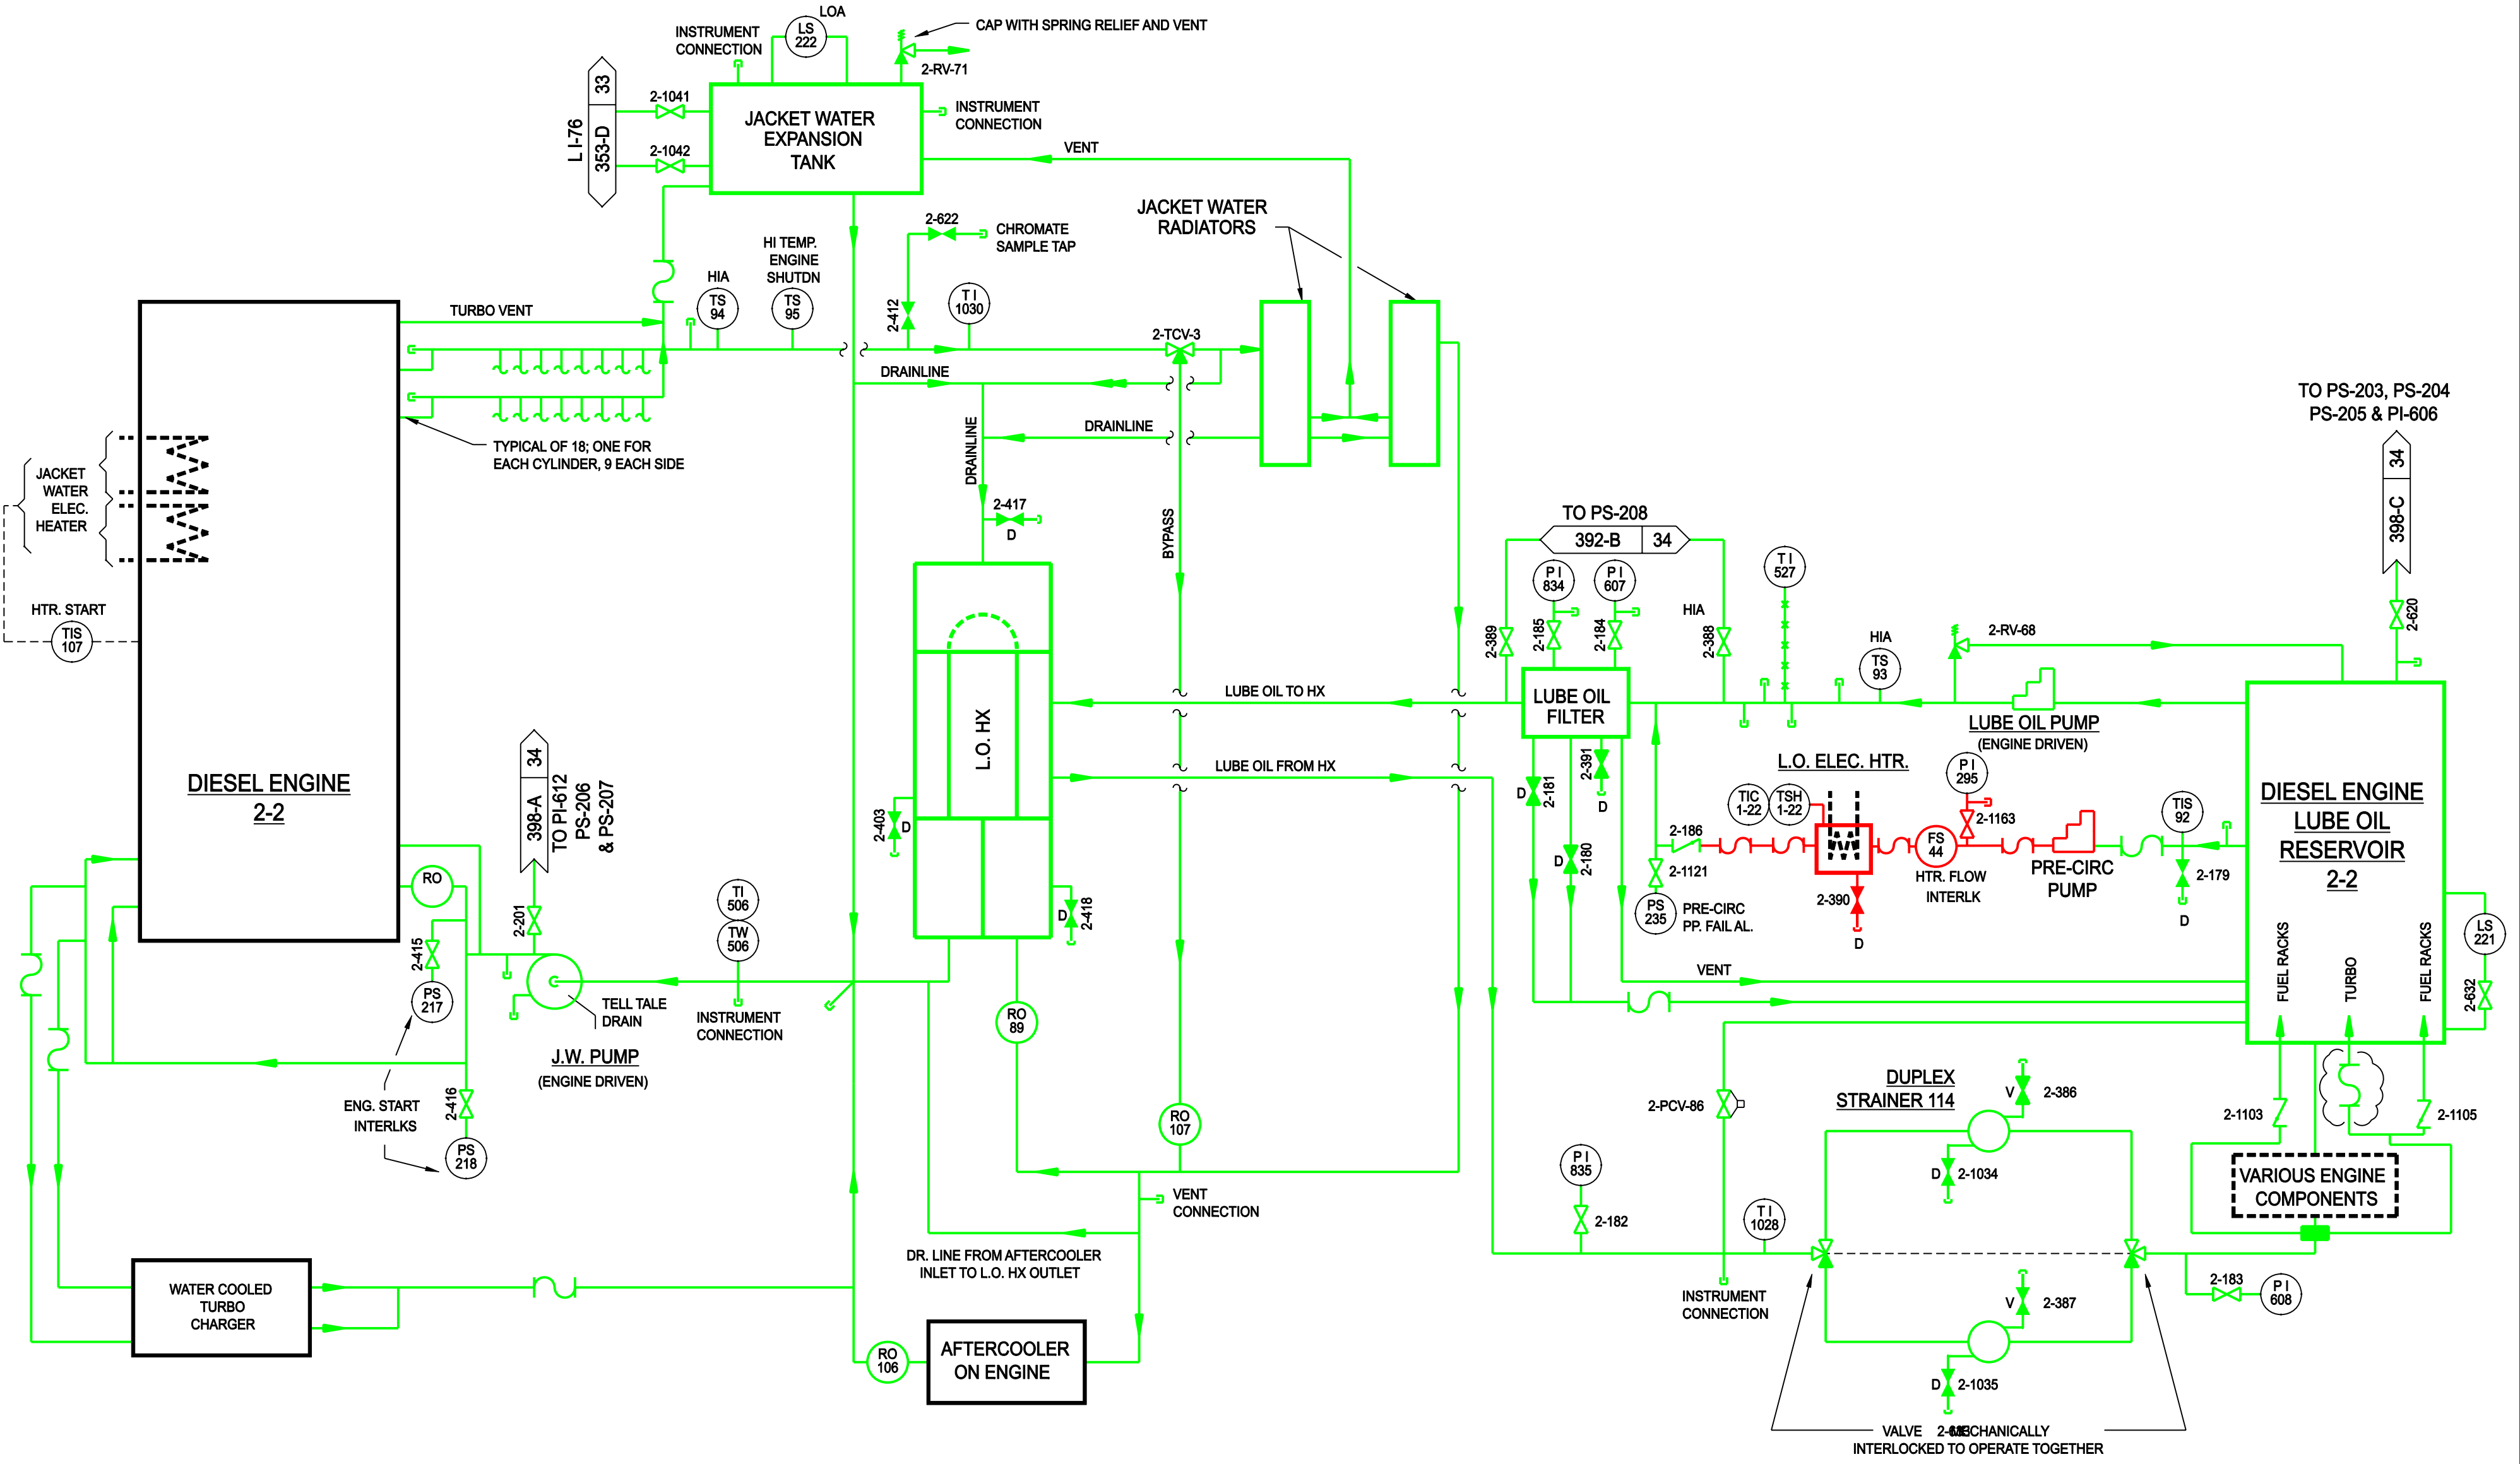 LOA
LS
222
INSTRUMENT
CONNECTION
CAP WITH SPRING RELIEF AND VENT
2-RV-71
33
353-D
L I-76
2-1041
2-1042
JACKET WATER
EXPANSION
TANK
INSTRUMENT
CONNECTION
VENT
2-622
CHROMATE
SAMPLE TAP
JACKET WATER
RADIATORS
HI TEMP.
ENGINE
SHUTDN
HIA
TS
94
TS
95
2-412
T I
1030
2-TCV-3
TURBO VENT
DRAINLINE
DRAINLINE
DRAINLINE
TYPICAL OF 18; ONE FOR
EACH CYLINDER, 9 EACH SIDE
JACKET
WATER
ELEC.
HEATER
HTR. START
TIS
107
DIESEL ENGINE
2-2
2-417
D
BYPASS
L.O. HX
2-403
D
D
2-418
TO PS-208
392-B
34
P I
834
P I
607
2-389
2-185
2-184
HIA
2-388
T I
527
HIA
TS
93
2-RV-68
TO PS-203, PS-204
PS-205 & PI-606
34
398-C
2-620
LUBE OIL TO HX
LUBE OIL
FILTER
LUBE OIL PUMP
(ENGINE DRIVEN)
LUBE OIL FROM HX
D
2-181
2-391
D
D
2-180
L.O. ELEC. HTR.
TIC
1-22
TSH
1-22
P I
295
2-1163
2-186
2-1121
PS
235
PRE-CIRC
PP. FAIL AL.
2-390
D
FS
44
HTR. FLOW
INTERLK
PRE-CIRC
PUMP
TIS
92
2-179
D
DIESEL ENGINE
LUBE OIL
RESERVOIR
2-2
FUEL RACKS
TURBO
FUEL RACKS
LS
221
2-632
34
398-A
TO PI-612
PS-206
& PS-207
RO
2-201
2-415
PS
217
TELL TALE
DRAIN
J.W. PUMP
(ENGINE DRIVEN)
TI
506
TW
506
INSTRUMENT
CONNECTION
ENG. START
INTERLKS
2-416
PS
218
RO
89
RO
107
VENT
CONNECTION
DR. LINE FROM AFTERCOOLER
INLET TO L.O. HX OUTLET
WATER COOLED
TURBO
CHARGER
RO
106
AFTERCOOLER
ON ENGINE
VENT
2-PCV-86
DUPLEX
STRAINER 114
V
2-386
D
2-1034
2-1103
2-1105
VARIOUS ENGINE
COMPONENTS
P I
835
2-182
T I
1028
INSTRUMENT
CONNECTION
V
2-387
D
2-1035
2-183
P I
608
VALVE MECHANICALLY
INTERLOCKED TO OPERATE TOGETHER